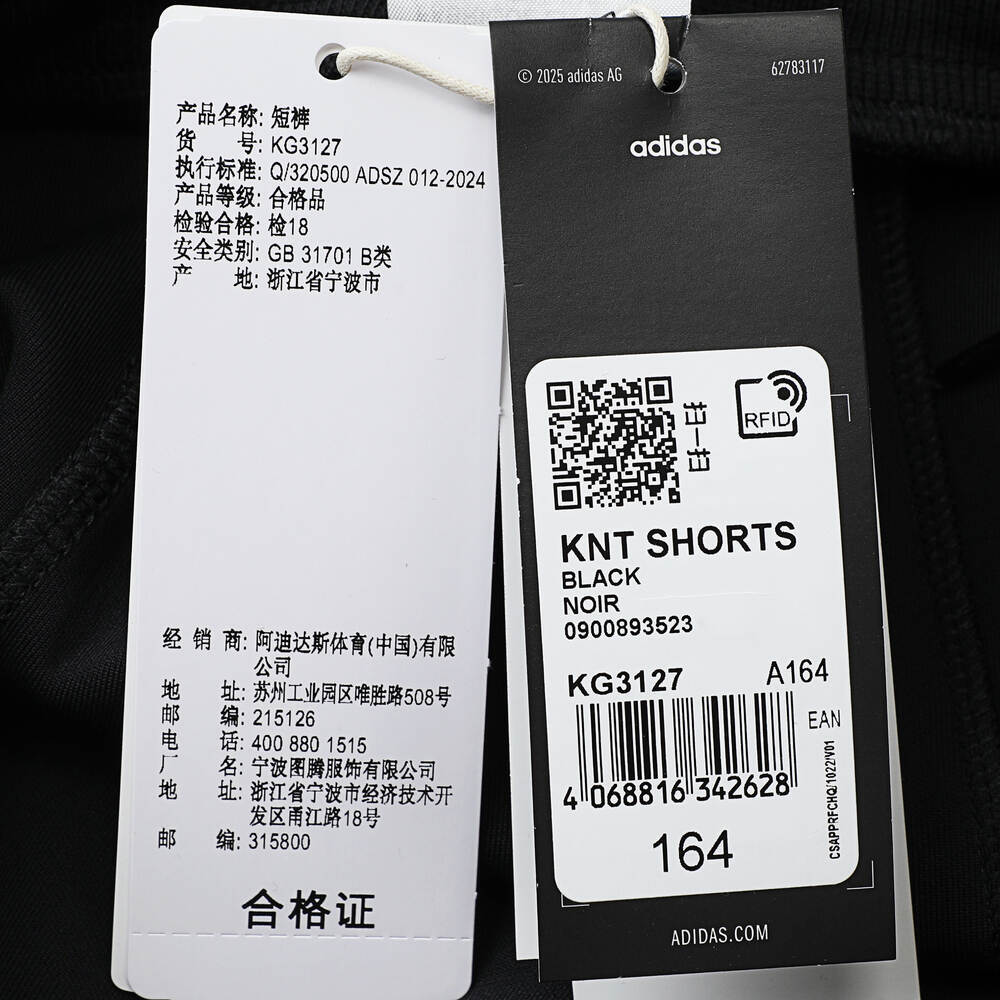 产品名称: 短裤
货 号: KG3127
执行标准: Q/320500 ADSZ 012-2024
产品等级: 合格品
检验合格: 检18
安全类别: GB 31701 B类
产 地: 浙江省宁波市
经 销 商: 阿迪达斯体育(中国)有限
公司
地 址: 苏州工业园区唯胜路508号
邮 编: 215126
电 话: 400 880 1515
厂 名: 宁波图腾服饰有限公司
地 址: 浙江省宁波市经济技术开
发区甬江路18号
邮 编: 315800
合格证
© 2025 adidas AG
62783117
adidas
扫一扫
RFID
KNT SHORTS
BLACK
NOIR
0900893523
KG3127 A164
EAN
4 068816 342628
CSAPPRFCHQ/1022/V01
164
ADIDAS.COM